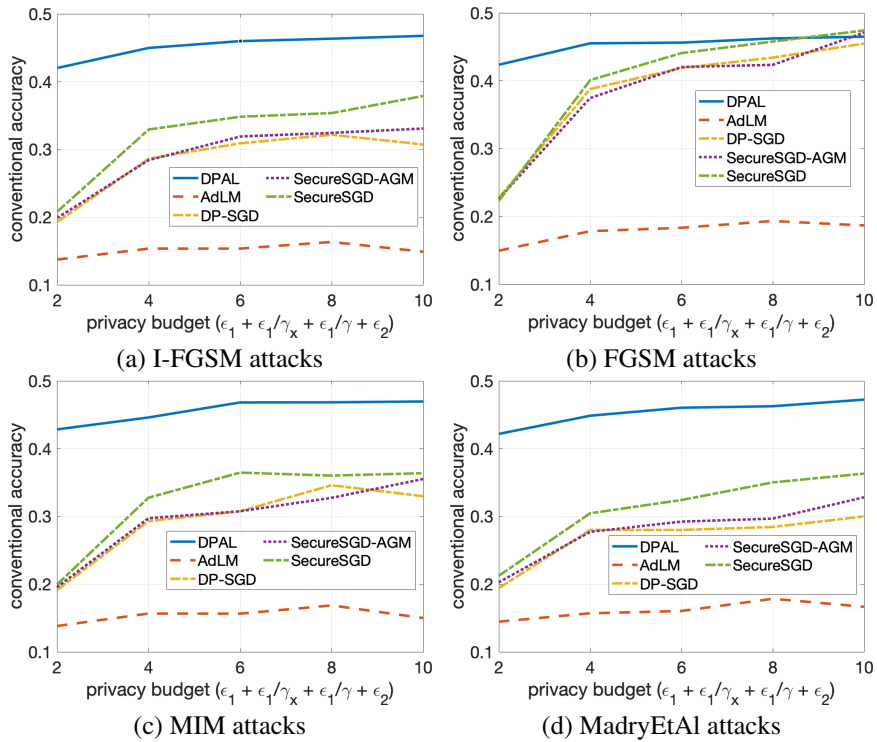 0.5
0.4
0.3
0.2
0.1
conventional accuracy
DPAL
AdLM
DP-SGD
SecureSGD-AGM
SecureSGD
2 4 6 8 10
privacy budget (ϵ₁ + ϵ₁/γₓ + ϵ₁/γ + ϵ₂)
(a) I-FGSM attacks
0.5
0.4
0.3
0.2
0.1
conventional accuracy
DPAL
AdLM
DP-SGD
SecureSGD-AGM
SecureSGD
2 4 6 8 10
privacy budget (ϵ₁ + ϵ₁/γₓ + ϵ₁/γ + ϵ₂)
(b) FGSM attacks
0.5
0.4
0.3
0.2
0.1
conventional accuracy
DPAL
AdLM
DP-SGD
SecureSGD-AGM
SecureSGD
2 4 6 8 10
privacy budget (ϵ₁ + ϵ₁/γₓ + ϵ₁/γ + ϵ₂)
(c) MIM attacks
0.5
0.4
0.3
0.2
0.1
conventional accuracy
DPAL
AdLM
DP-SGD
SecureSGD-AGM
SecureSGD
2 4 6 8 10
privacy budget (ϵ₁ + ϵ₁/γₓ + ϵ₁/γ + ϵ₂)
(d) MadryEtAl attacks